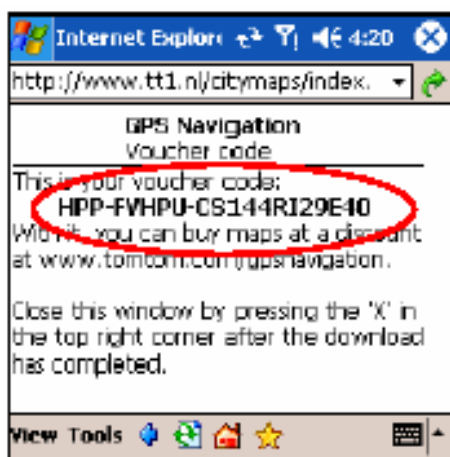 Internet Explor 4:20
http://www.tt1.nl/citymaps/index.
GPS Navigation
Voucher code
This is your voucher code:
HPP-FVHPU-CS144RI29E40
With it, you can buy maps at a discount
at www.tomtom.com/gpsnavigation.
Close this window by pressing the 'X' in
the top right corner after the download
has completed.
View Tools